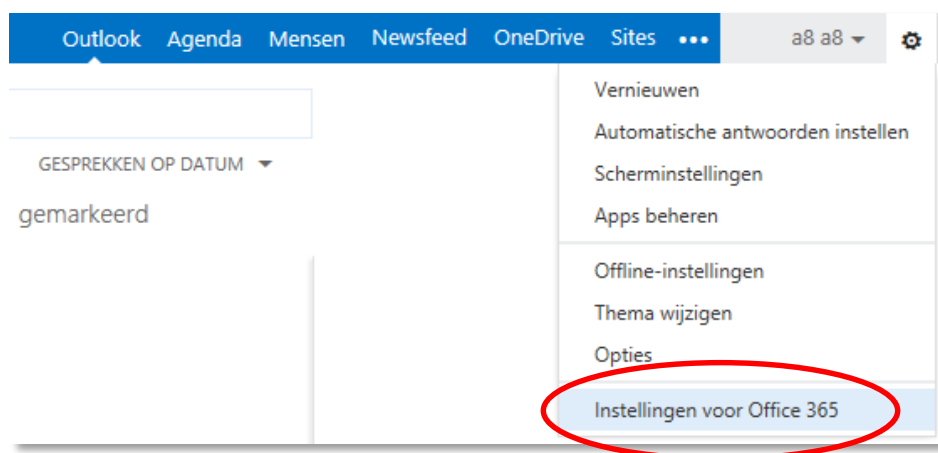 Outlook Agenda Mensen Newsfeed OneDrive Sites ••• a8 a8
Vernieuwen
Automatische antwoorden instellen
GESPREKKEN OP DATUM
Scherminstellingen
gemarkeerd
Apps beheren
Offline-instellingen
Thema wijzigen
Opties
Instellingen voor Office 365